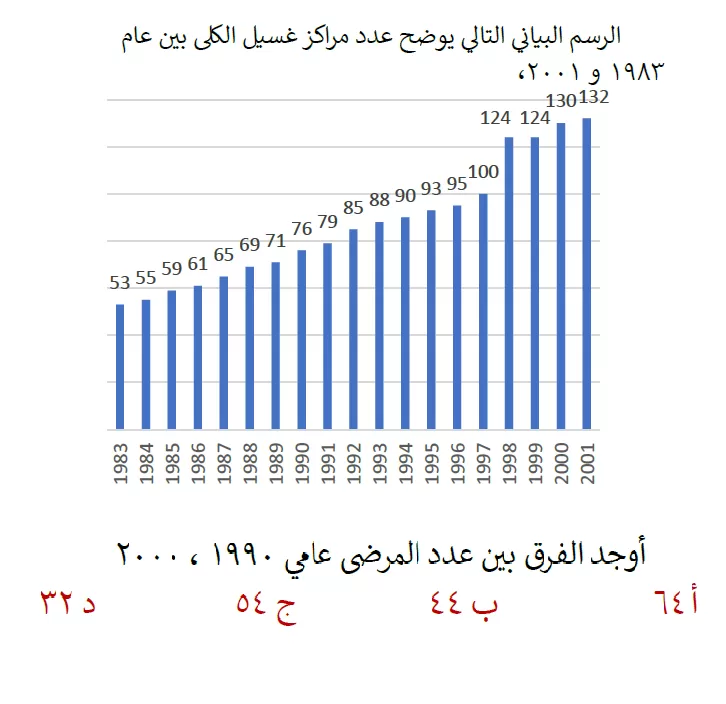 الرسم البياني التالي يوضح عدد مراكز غسيل الكلى بين عام
١٩٨٣ و ٢٠٠١،
53 55 59 61 65 69 71 76 79 85 88 90 93 95 100 124 124 130 132
1983 1984 1985 1986 1987 1988 1989 1990 1991 1992 1993 1994 1995 1996 1997 1998 1999 2000 2001
أوجد الفرق بين عدد المرضى عامي ١٩٩٠ ، ٢٠٠٠
أ ٦٤ ب ٤٤ ج ٥٤ د ٣٢